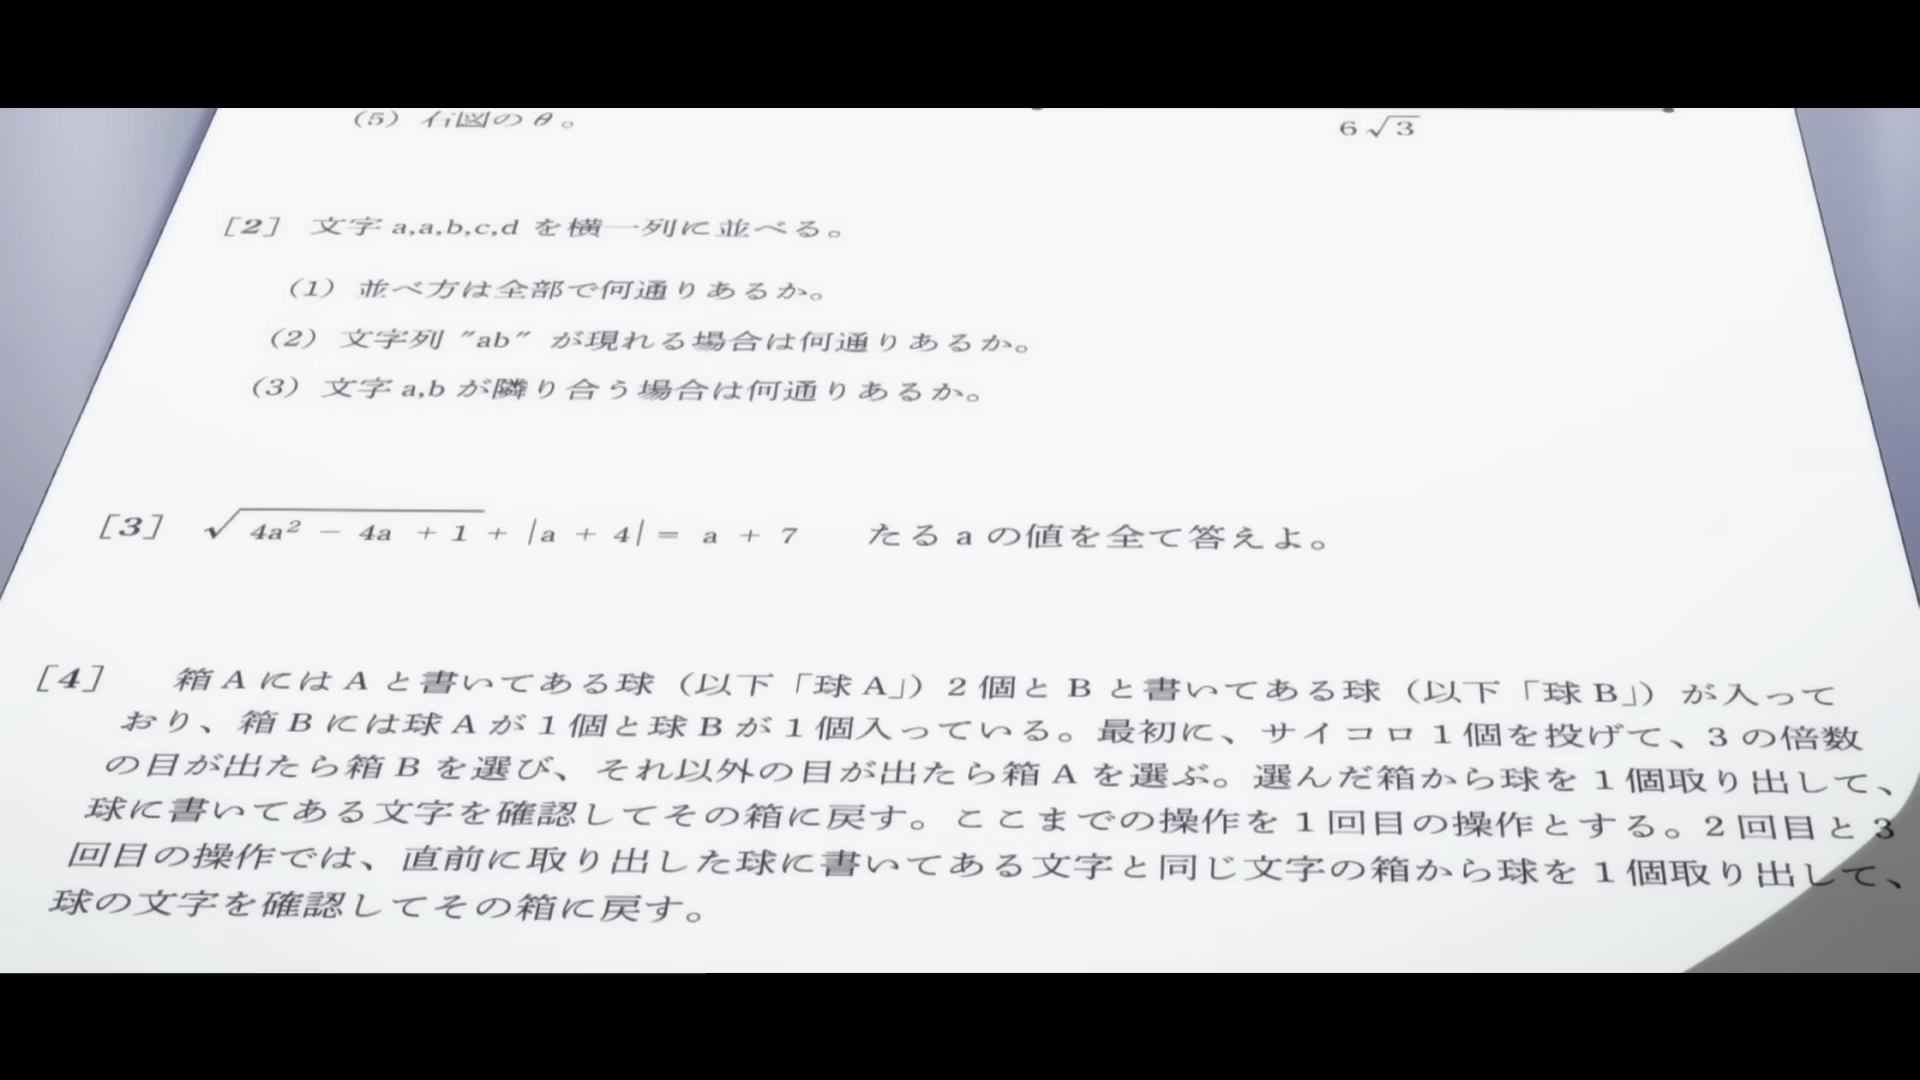 (5) 右図のθ。
6√3
[2] 文字 a,a,b,c,d を横一列に並べる。
(1) 並べ方は全部で何通りあるか。
(2) 文字列 "ab" が現れる場合は何通りあるか。
(3) 文字 a,b が隣り合う場合は何通りあるか。
[3] √4a² − 4a + 1 + |a + 4| = a + 7 たる a の値を全て答えよ。
[4] 箱 A には A と書いてある球（以下「球 A」）2 個と B と書いてある球（以下「球 B」）が入って
おり、箱 B には球 A が 1 個と球 B が 1 個入っている。最初に、サイコロ 1 個を投げて、3 の倍数
の目が出たら箱 B を選び、それ以外の目が出たら箱 A を選ぶ。選んだ箱から球を 1 個取り出して、
球に書いてある文字を確認してその箱に戻す。ここまでの操作を 1 回目の操作とする。2 回目と 3
回目の操作では、直前に取り出した球に書いてある文字と同じ文字の箱から球を 1 個取り出して、
球の文字を確認してその箱に戻す。